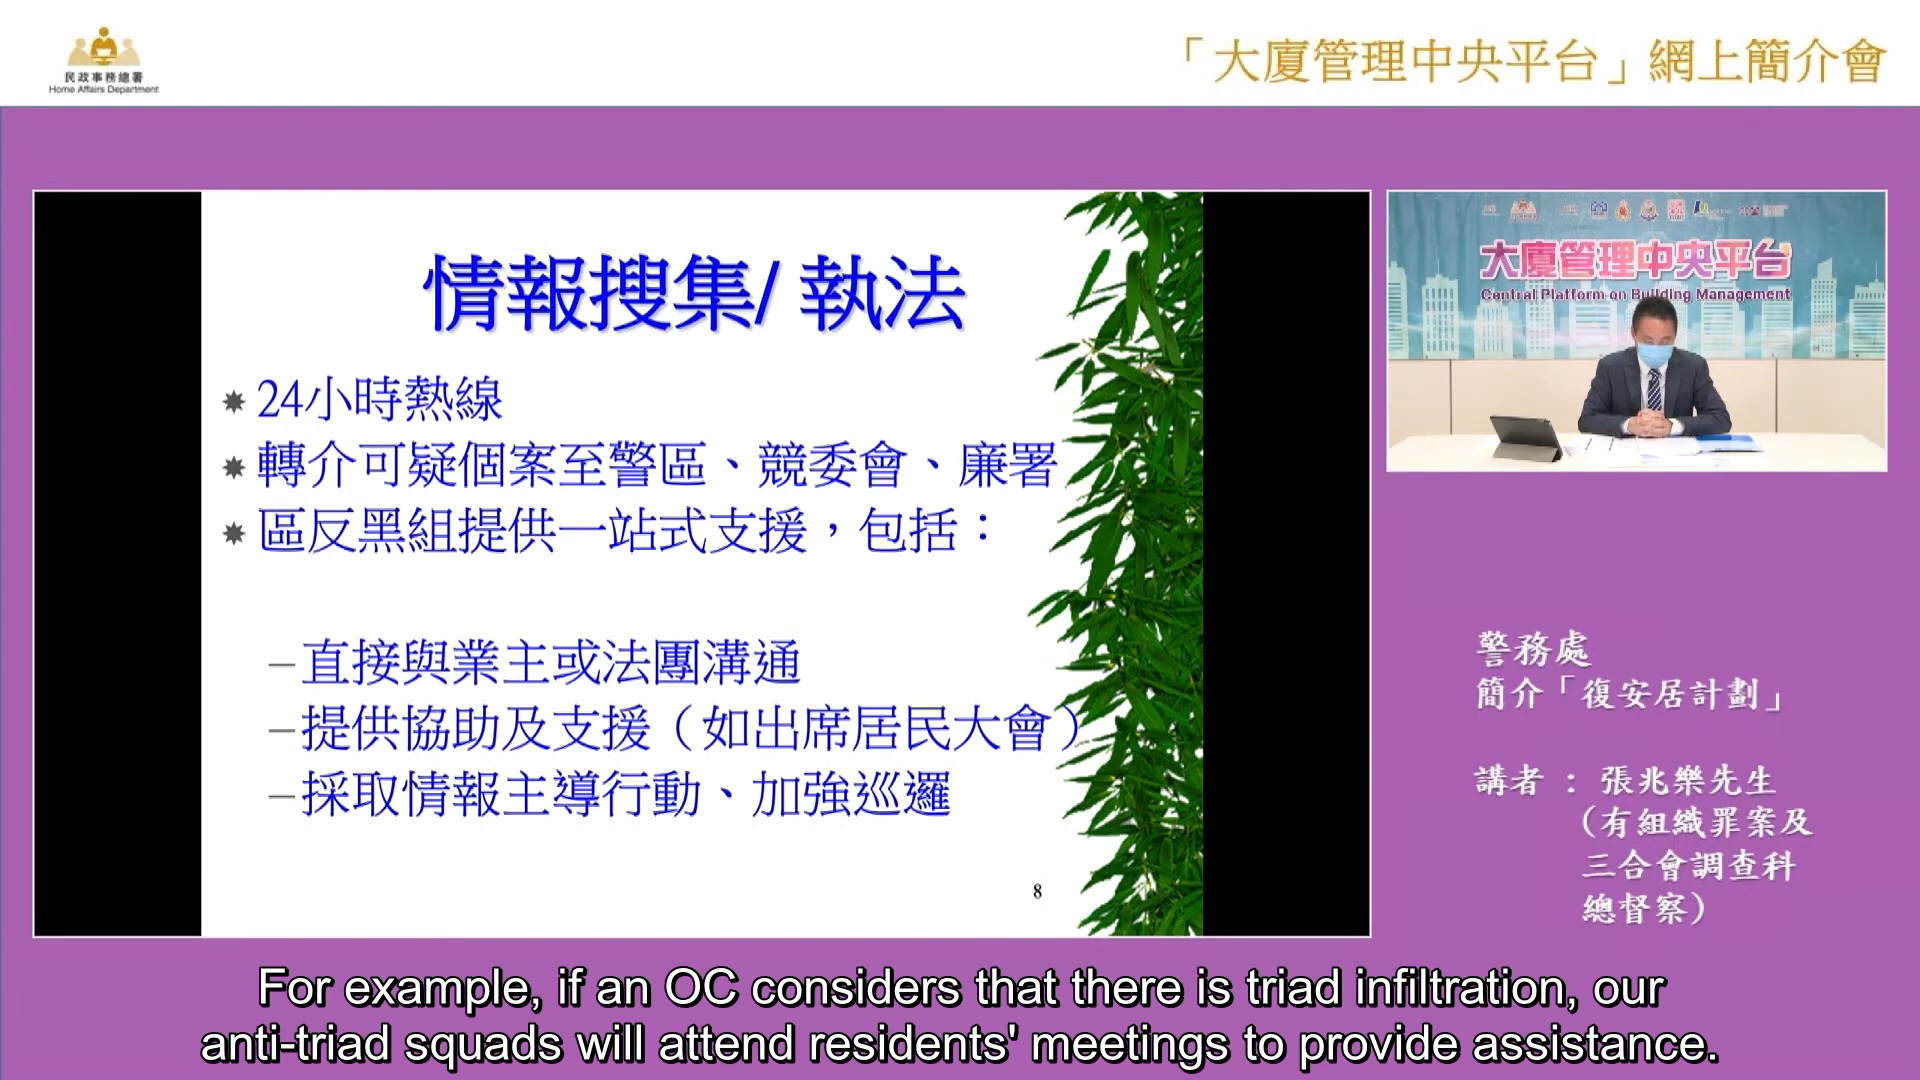 民政事務總署
Home Affairs Department
「大廈管理中央平台」網上簡介會
情報搜集/ 執法
24小時熱線
轉介可疑個案至警區、競委會、廉署
區反黑組提供一站式支援，包括：
–直接與業主或法團溝通
–提供協助及支援（如出席居民大會）
–採取情報主導行動、加強巡邏
8
大廈管理中央平台
Central Platform on Building Management
警務處
簡介「復安居計劃」
講者 ： 張兆樂先生
（有組織罪案及
三合會調查科
總督察）
For example, if an OC considers that there is triad infiltration, our
anti-triad squads will attend residents' meetings to provide assistance.